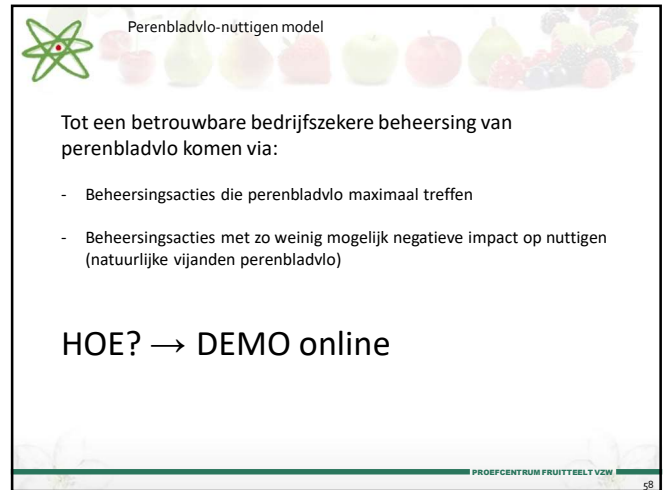 Perenbladvlo-nuttigen model
Tot een betrouwbare bedrijfszekere beheersing van
perenbladvlo komen via:
- Beheersingsacties die perenbladvlo maximaal treffen
- Beheersingsacties met zo weinig mogelijk negatieve impact op nuttigen
(natuurlijke vijanden perenbladvlo)
HOE? → DEMO online
PROEFCENTRUM FRUITTEELT VZW
58